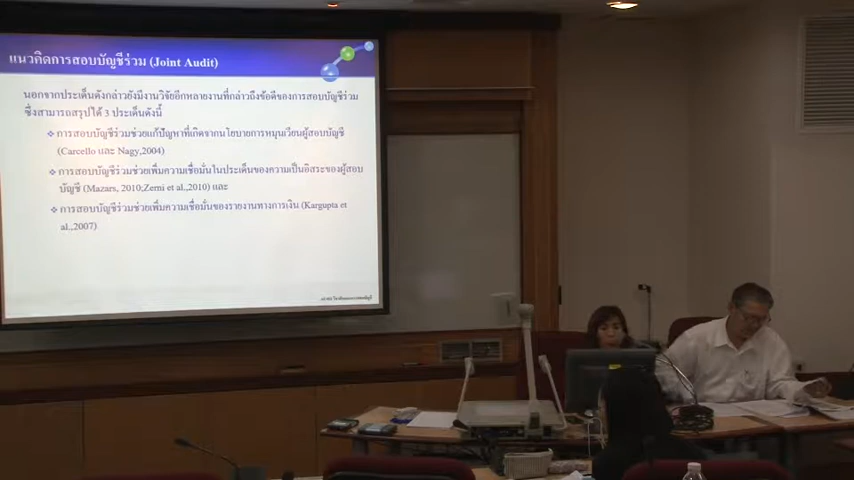 แนวคิดการสอบบัญชีร่วม (Joint Audit)
นอกจากประเด็นดังกล่าวยังมีงานวิจัยอีกหลายงานที่กล่าวถึงข้อดีของการสอบบัญชีร่วม
ซึ่งสามารถสรุปได้ 3 ประเด็นดังนี้
❖ การสอบบัญชีร่วมช่วยแก้ปัญหาที่เกิดจากนโยบายการหมุนเวียนผู้สอบบัญชี
(Carcello และ Nagy,2004)
❖ การสอบบัญชีร่วมช่วยเพิ่มความเชื่อมั่นในประเด็นของความเป็นอิสระของผู้สอบ
บัญชี (Mazars, 2010;Zerni et al.,2010) และ
❖ การสอบบัญชีร่วมช่วยเพิ่มความเชื่อมั่นของรายงานทางการเงิน (Kargupta et
al.,2007)